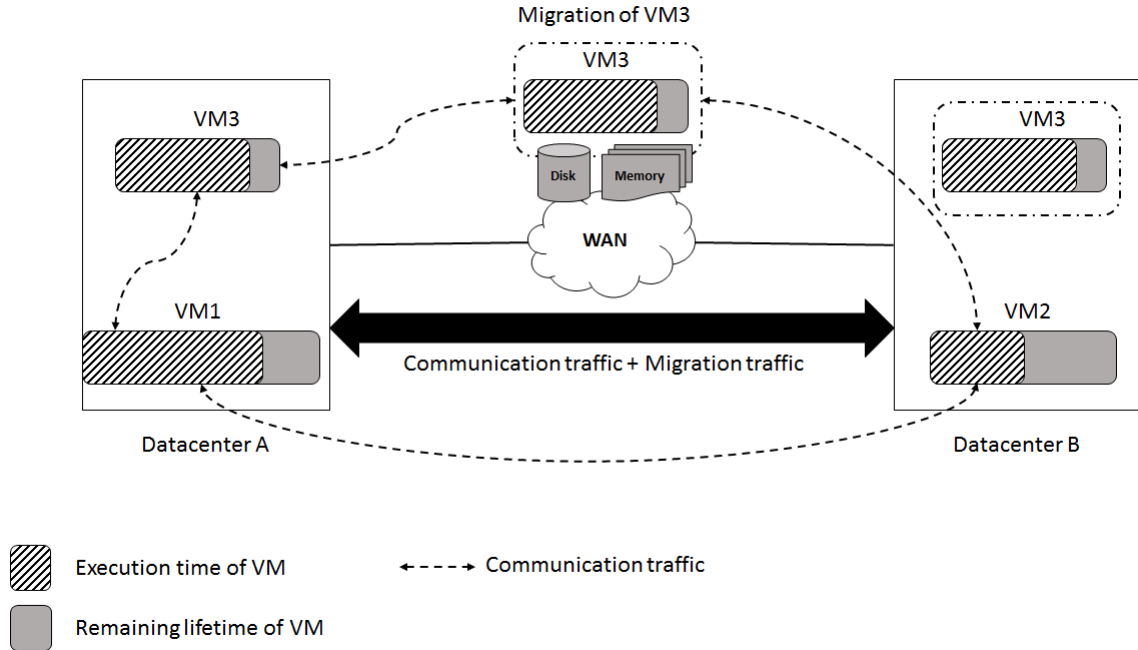 Migration of VM3
VM3
VM3
VM3
Disk
Memory
WAN
VM1
VM2
Communication traffic + Migration traffic
Datacenter A
Datacenter B
Execution time of VM
Communication traffic
Remaining lifetime of VM